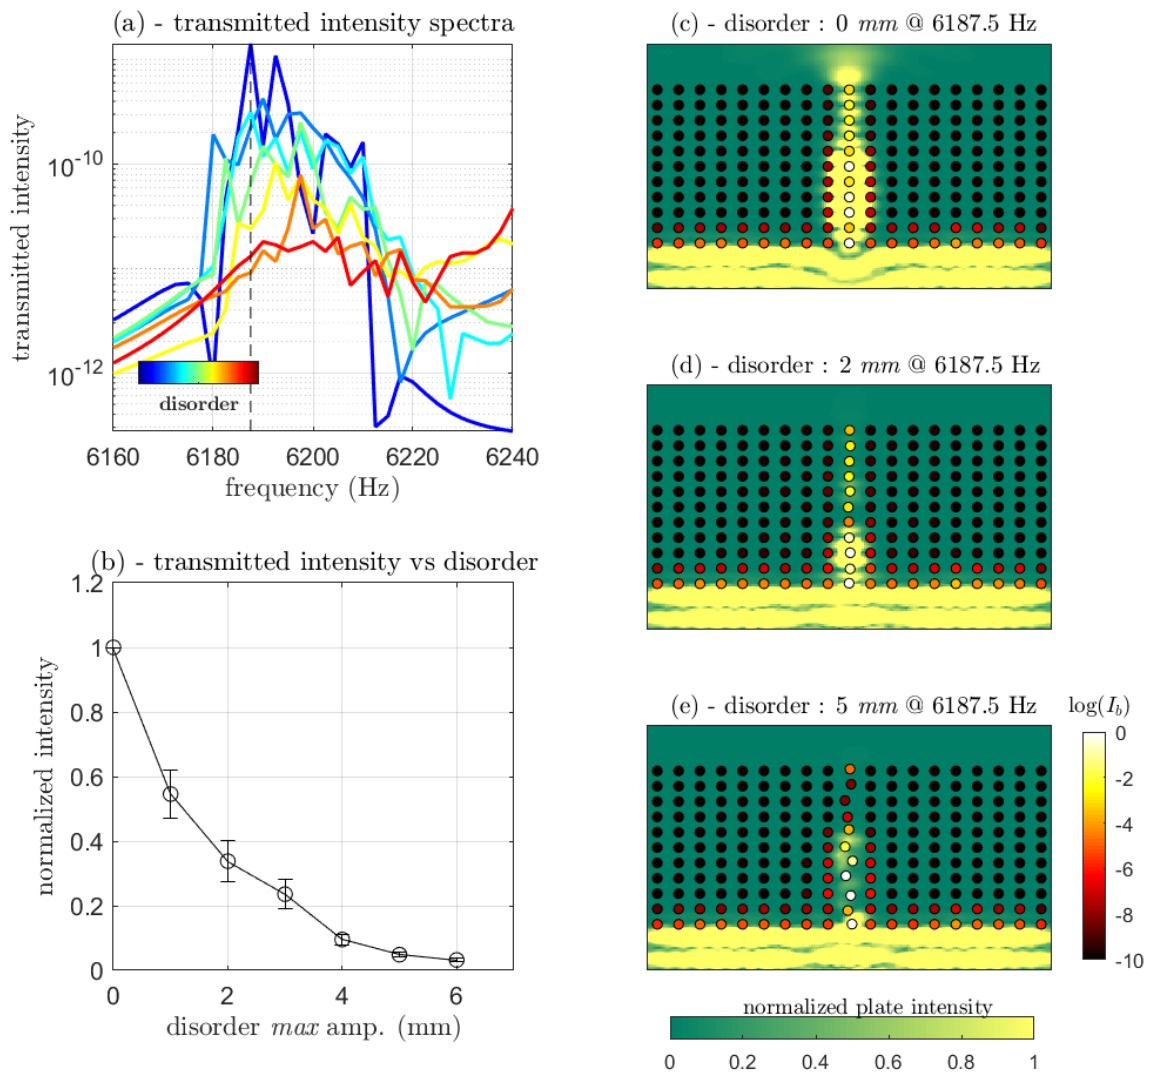 (a) - transmitted intensity spectra
transmitted intensity
10⁻¹⁰
10⁻¹²
disorder
6160 6180 6200 6220 6240
frequency (Hz)
(b) - transmitted intensity vs disorder
normalized intensity
1.2
1
0.8
0.6
0.4
0.2
0
0 2 4 6
disorder max amp. (mm)
(c) - disorder : 0 mm @ 6187.5 Hz
(d) - disorder : 2 mm @ 6187.5 Hz
(e) - disorder : 5 mm @ 6187.5 Hz
log(I_b)
0
-2
-4
-6
-8
-10
normalized plate intensity
0 0.2 0.4 0.6 0.8 1